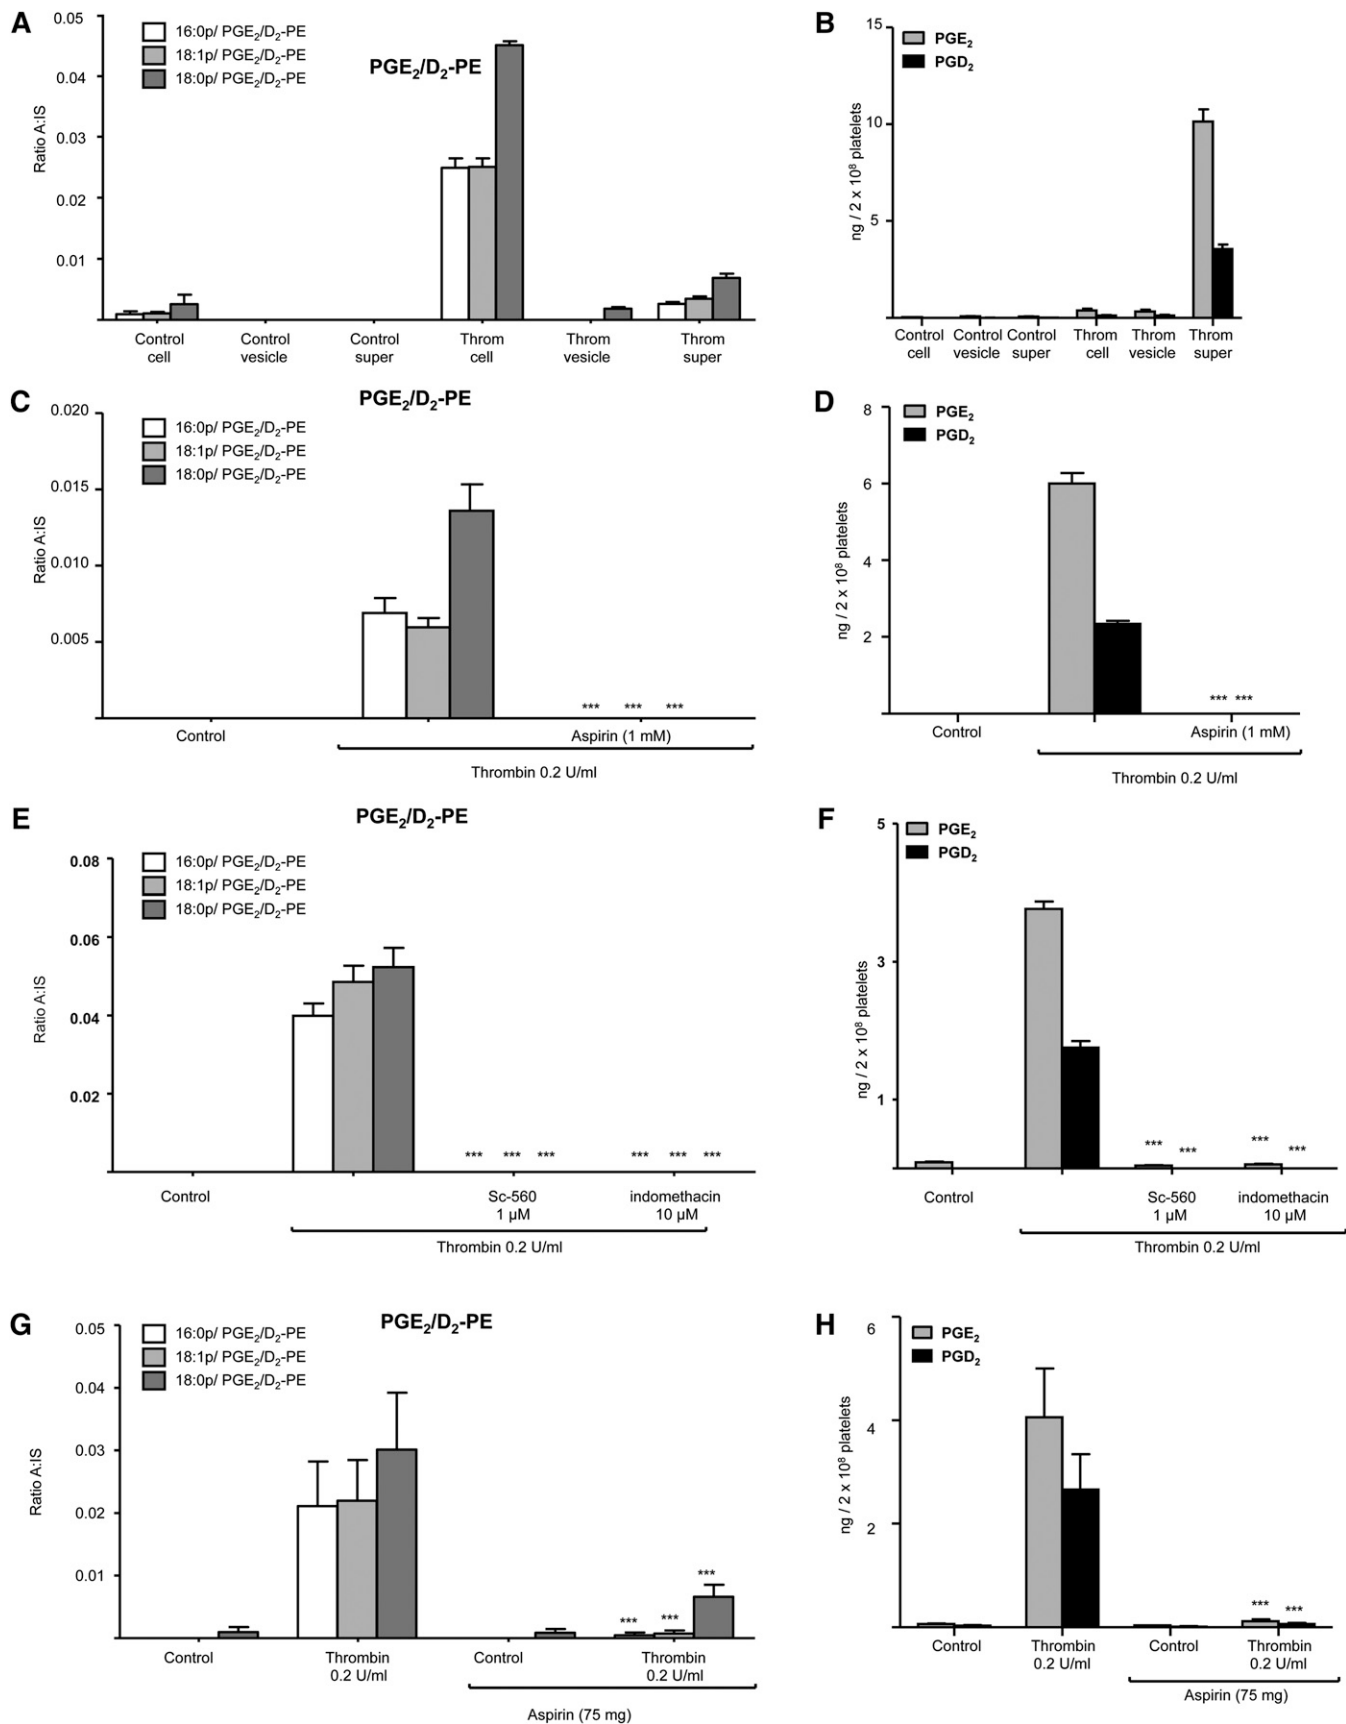 A
0.05
0.04
0.03
0.02
0.01
Ratio A:IS
16:0p/ PGE₂/D₂-PE
18:1p/ PGE₂/D₂-PE
18:0p/ PGE₂/D₂-PE
PGE₂/D₂-PE
Control cell
Control vesicle
Control super
Throm cell
Throm vesicle
Throm super
B
15
10
5
ng / 2 x 10⁸ platelets
PGE₂
PGD₂
Control cell
Control vesicle
Control super
Throm cell
Throm vesicle
Throm super
C
PGE₂/D₂-PE
0.020
0.015
0.010
0.005
Ratio A:IS
16:0p/ PGE₂/D₂-PE
18:1p/ PGE₂/D₂-PE
18:0p/ PGE₂/D₂-PE
*** *** ***
Control
Aspirin (1 mM)
Thrombin 0.2 U/ml
D
8
6
4
2
ng / 2 x 10⁸ platelets
PGE₂
PGD₂
*** ***
Control
Aspirin (1 mM)
Thrombin 0.2 U/ml
E
PGE₂/D₂-PE
0.08
0.06
0.04
0.02
Ratio A:IS
16:0p/ PGE₂/D₂-PE
18:1p/ PGE₂/D₂-PE
18:0p/ PGE₂/D₂-PE
*** *** *** *** *** ***
Control
Sc-560
1 µM
indomethacin
10 µM
Thrombin 0.2 U/ml
F
5
3
1
ng / 2 x 10⁸ platelets
PGE₂
PGD₂
*** *** *** ***
Control
Sc-560
1 µM
indomethacin
10 µM
Thrombin 0.2 U/ml
G
PGE₂/D₂-PE
0.05
0.04
0.03
0.02
0.01
Ratio A:IS
16:0p/ PGE₂/D₂-PE
18:1p/ PGE₂/D₂-PE
18:0p/ PGE₂/D₂-PE
*** *** ***
Control
Thrombin
0.2 U/ml
Control
Thrombin
0.2 U/ml
Aspirin (75 mg)
H
6
4
2
ng / 2 x 10⁸ platelets
PGE₂
PGD₂
*** ***
Control
Thrombin
0.2 U/ml
Control
Thrombin
0.2 U/ml
Aspirin (75 mg)